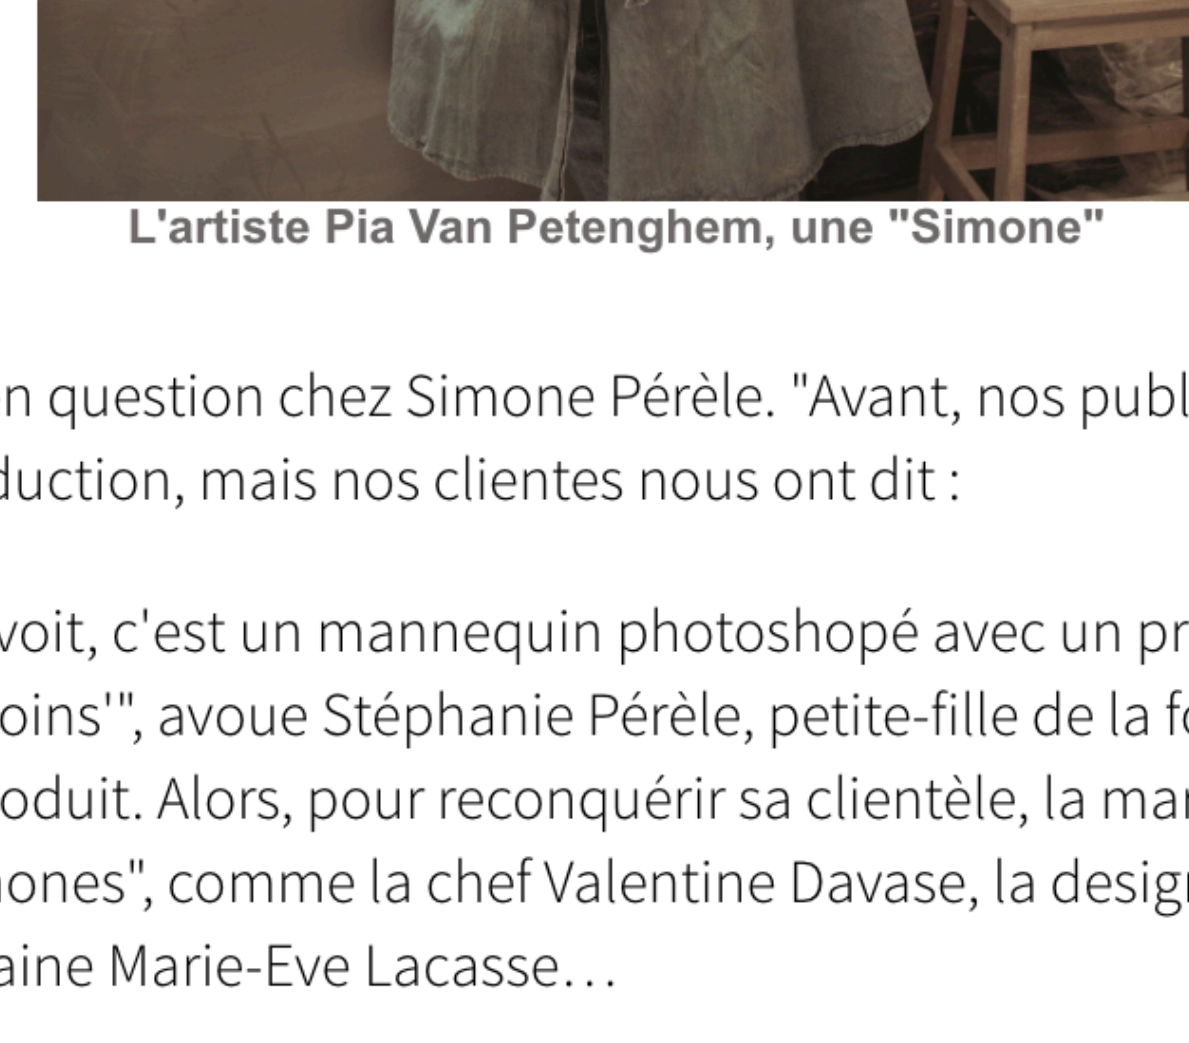 L'artiste Pia Van Petenghem, une "Simone"
n question chez Simone Pérèle. "Avant, nos publ
duction, mais nos clientes nous ont dit :
voit, c'est un mannequin photoshopé avec un pr
oins'", avoue Stéphanie Pérèle, petite-fille de la fo
oduit. Alors, pour reconquérir sa clientèle, la mar
ones", comme la chef Valentine Davase, la design
aine Marie-Eve Lacasse…